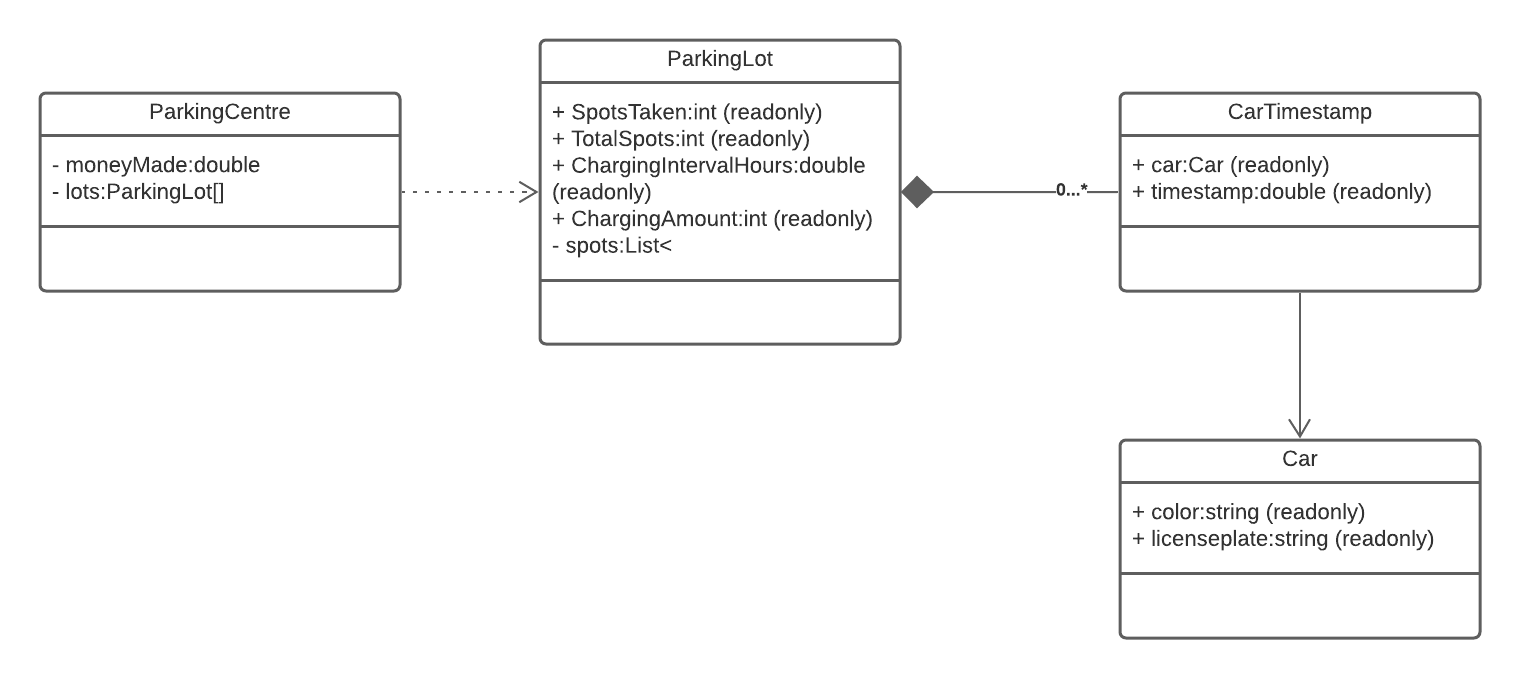 ParkingCentre
- moneyMade:double
- lots:ParkingLot[]
ParkingLot
+ SpotsTaken:int (readonly)
+ TotalSpots:int (readonly)
+ ChargingIntervalHours:double
(readonly)
+ ChargingAmount:int (readonly)
- spots:List<
0...*
CarTimestamp
+ car:Car (readonly)
+ timestamp:double (readonly)
Car
+ color:string (readonly)
+ licenseplate:string (readonly)